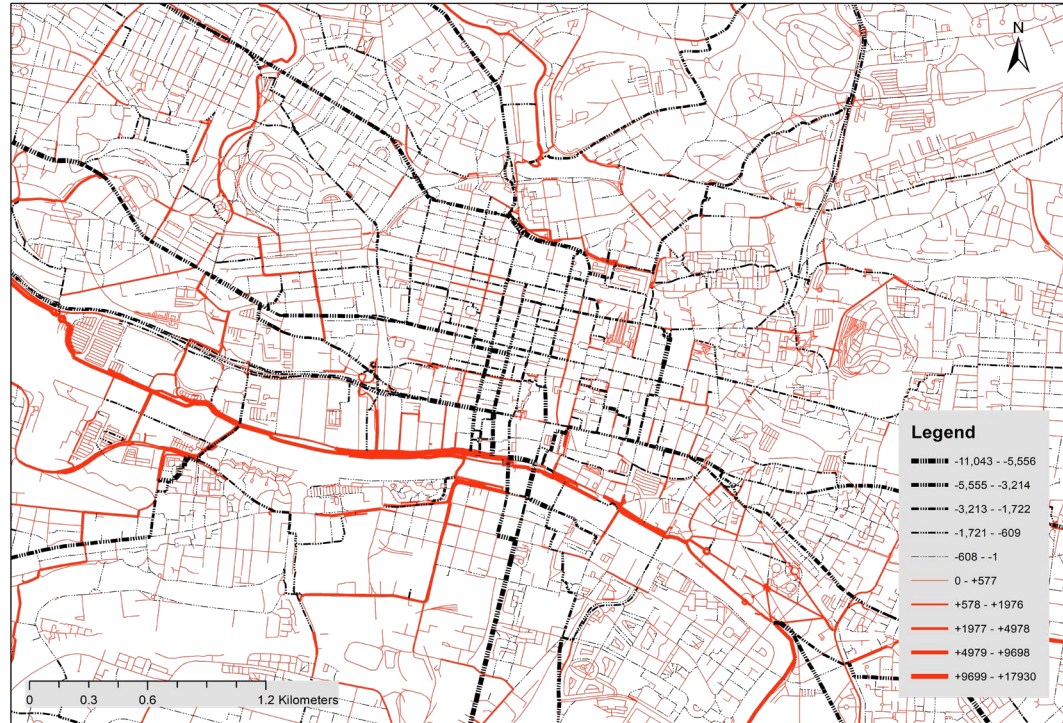 N
Legend
-11,043 - -5,556
-5,555 - -3,214
-3,213 - -1,722
-1,721 - -609
-608 - -1
0 - +577
+578 - +1976
+1977 - +4978
+4979 - +9698
+9699 - +17930
0 0.3 0.6 1.2 Kilometers